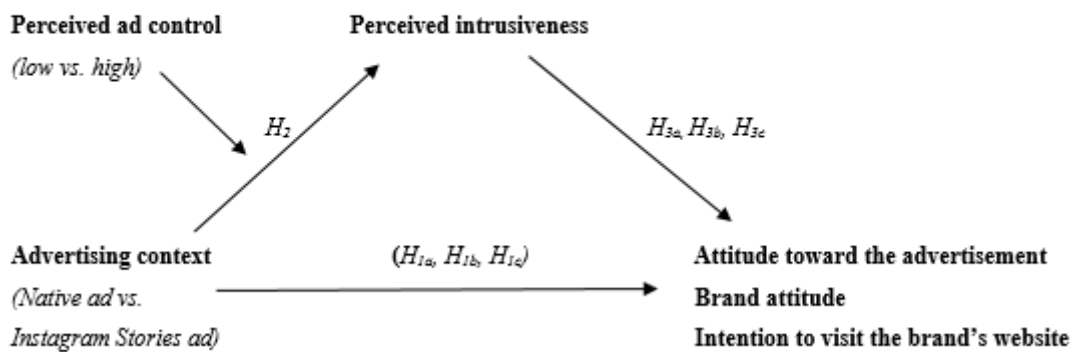 Perceived ad control
(low vs. high)
Perceived intrusiveness
H2
H3a, H3b, H3c
Advertising context
(Native ad vs.
Instagram Stories ad)
(H1a, H1b, H1c)
Attitude toward the advertisement
Brand attitude
Intention to visit the brand's website